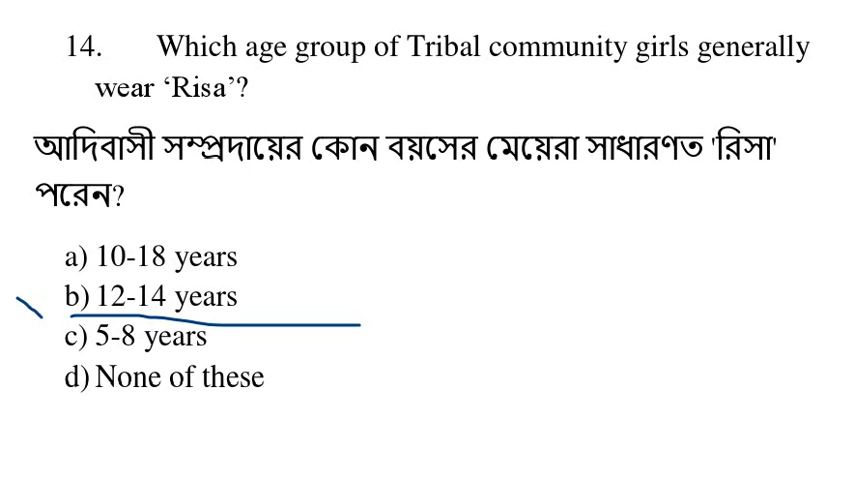 14. Which age group of Tribal community girls generally
wear ‘Risa’?
আদিবাসী সম্প্রদায়ের কোন বয়সের মেয়েরা সাধারণত 'রিসা'
পরেন?
a) 10-18 years
b) 12-14 years
c) 5-8 years
d) None of these